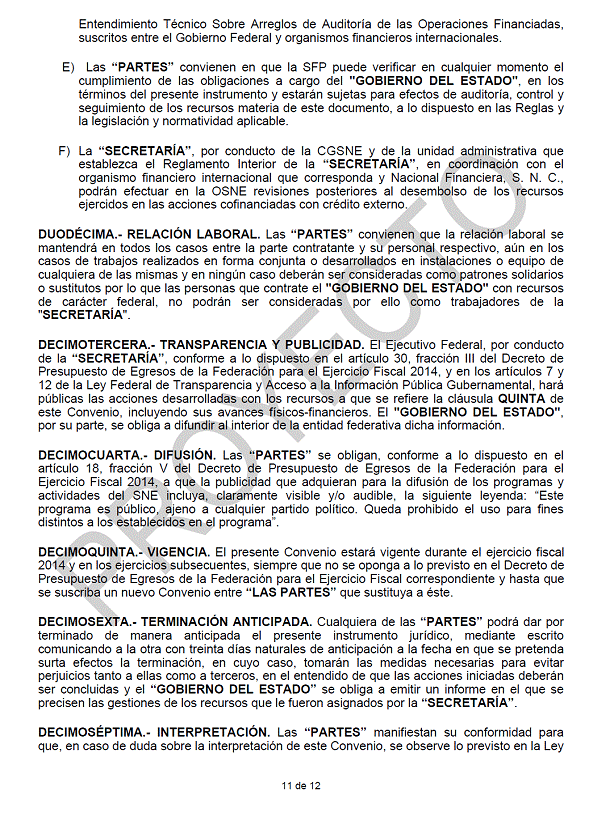 Entendimiento Técnico Sobre Arreglos de Auditoría de las Operaciones Financiadas,
suscritos entre el Gobierno Federal y organismos financieros internacionales.
E) Las “PARTES” convienen en que la SFP puede verificar en cualquier momento el
cumplimiento de las obligaciones a cargo del "GOBIERNO DEL ESTADO", en los
términos del presente instrumento y estarán sujetas para efectos de auditoría, control y
seguimiento de los recursos materia de este documento, a lo dispuesto en las Reglas y
la legislación y normatividad aplicable.
F) La “SECRETARÍA”, por conducto de la CGSNE y de la unidad administrativa que
establezca el Reglamento Interior de la “SECRETARÍA”, en coordinación con el
organismo financiero internacional que corresponda y Nacional Financiera, S. N. C.,
podrán efectuar en la OSNE revisiones posteriores al desembolso de los recursos
ejercidos en las acciones cofinanciadas con crédito externo.
DUODÉCIMA.- RELACIÓN LABORAL. Las “PARTES” convienen que la relación laboral se
mantendrá en todos los casos entre la parte contratante y su personal respectivo, aún en los
casos de trabajos realizados en forma conjunta o desarrollados en instalaciones o equipo de
cualquiera de las mismas y en ningún caso deberán ser consideradas como patrones solidarios
o sustitutos por lo que las personas que contrate el "GOBIERNO DEL ESTADO" con recursos
de carácter federal, no podrán ser consideradas por ello como trabajadores de la
"SECRETARÍA".
DECIMOTERCERA.- TRANSPARENCIA Y PUBLICIDAD. El Ejecutivo Federal, por conducto
de la “SECRETARÍA”, conforme a lo dispuesto en el artículo 30, fracción III del Decreto de
Presupuesto de Egresos de la Federación para el Ejercicio Fiscal 2014, y en los artículos 7 y
12 de la Ley Federal de Transparencia y Acceso a la Información Pública Gubernamental, hará
públicas las acciones desarrolladas con los recursos a que se refiere la cláusula QUINTA de
este Convenio, incluyendo sus avances físicos-financieros. El "GOBIERNO DEL ESTADO",
por su parte, se obliga a difundir al interior de la entidad federativa dicha información.
DECIMOCUARTA.- DIFUSIÓN. Las “PARTES” se obligan, conforme a lo dispuesto en el
artículo 18, fracción V del Decreto de Presupuesto de Egresos de la Federación para el
Ejercicio Fiscal 2014, a que la publicidad que adquieran para la difusión de los programas y
actividades del SNE incluya, claramente visible y/o audible, la siguiente leyenda: “Este
programa es público, ajeno a cualquier partido político. Queda prohibido el uso para fines
distintos a los establecidos en el programa”.
DECIMOQUINTA.- VIGENCIA. El presente Convenio estará vigente durante el ejercicio fiscal
2014 y en los ejercicios subsecuentes, siempre que no se oponga a lo previsto en el Decreto de
Presupuesto de Egresos de la Federación para el Ejercicio Fiscal correspondiente y hasta que
se suscriba un nuevo Convenio entre “LAS PARTES” que sustituya a éste.
DECIMOSEXTA.- TERMINACIÓN ANTICIPADA. Cualquiera de las “PARTES” podrá dar por
terminado de manera anticipada el presente instrumento jurídico, mediante escrito
comunicando a la otra con treinta días naturales de anticipación a la fecha en que se pretenda
surta efectos la terminación, en cuyo caso, tomarán las medidas necesarias para evitar
perjuicios tanto a ellas como a terceros, en el entendido de que las acciones iniciadas deberán
ser concluidas y el “GOBIERNO DEL ESTADO” se obliga a emitir un informe en el que se
precisen las gestiones de los recursos que le fueron asignados por la “SECRETARÍA”.
DECIMOSÉPTIMA.- INTERPRETACIÓN. Las “PARTES” manifiestan su conformidad para
que, en caso de duda sobre la interpretación de este Convenio, se observe lo previsto en la Ley
11 de 12
PROYECTO